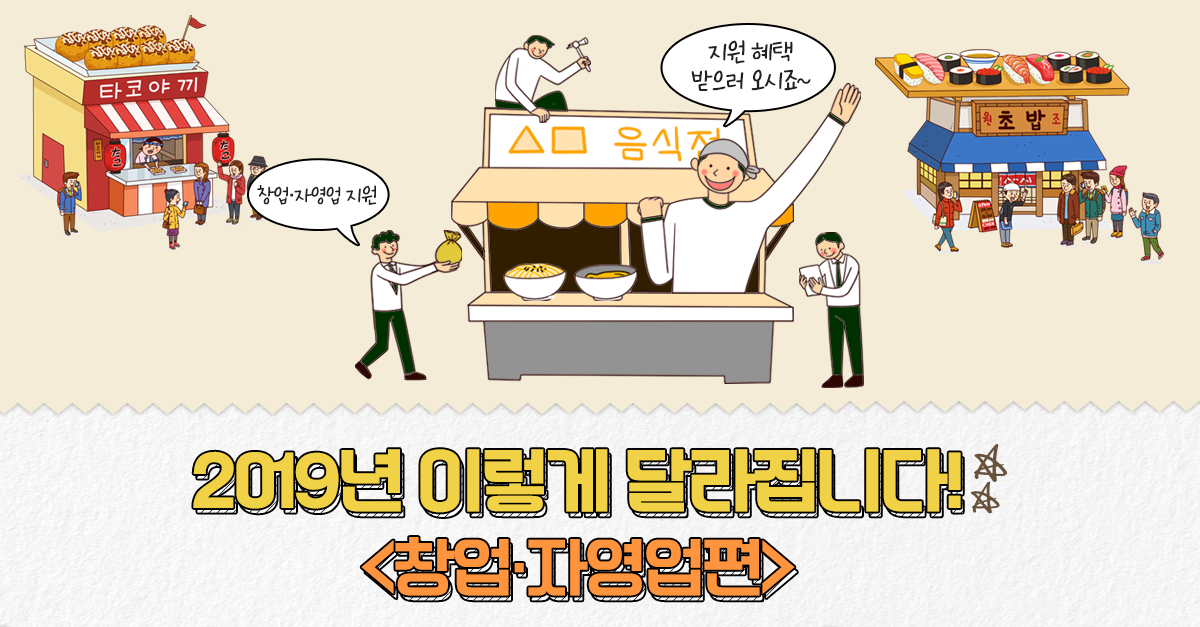 타코야끼
지원 혜택
받으러 오시죠~
창업·자영업 지원
음식점
원 초밥 조
2019년 이렇게 달라집니다!
<창업·자영업편>